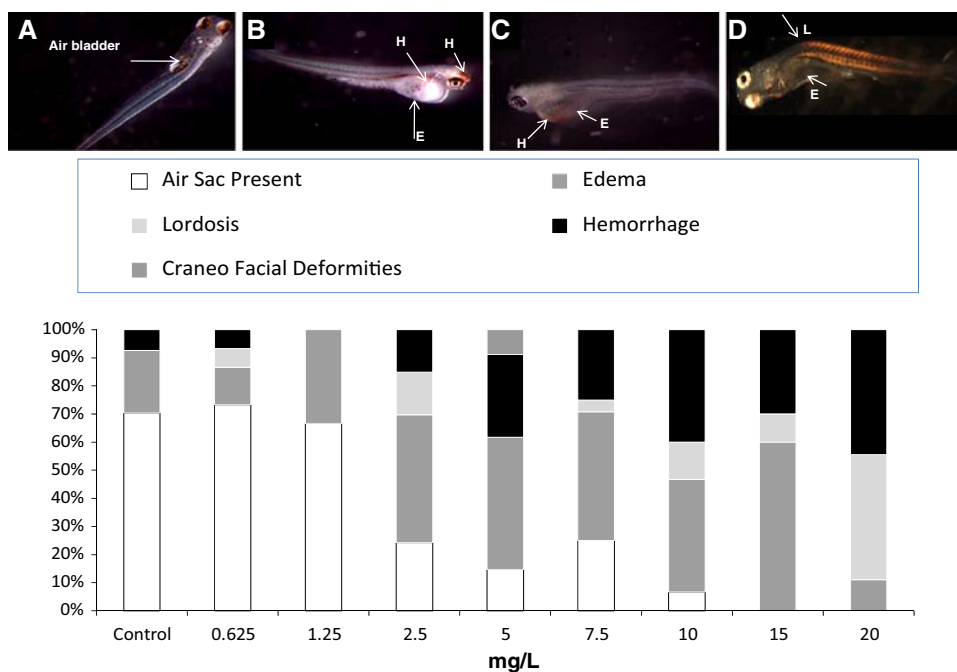 A B C D
Air bladder
H H
E
H
E
L
E
Air Sac Present
Edema
Lordosis
Hemorrhage
Craneo Facial Deformities
100%
90%
80%
70%
60%
50%
40%
30%
20%
10%
0%
Control 0.625 1.25 2.5 5 7.5 10 15 20
mg/L